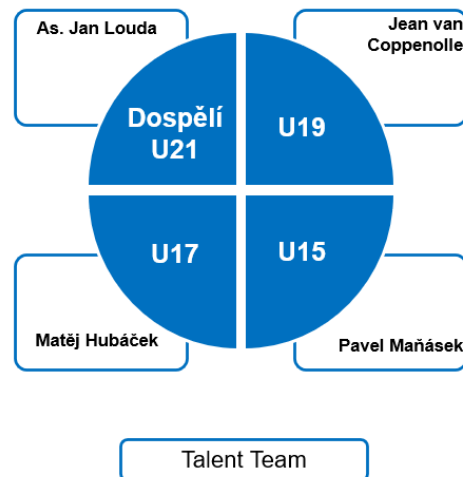 As. Jan Louda
Jean van
Coppenolle
Dospělí
U21
U19
U17
U15
Matěj Hubáček
Pavel Maňásek
Talent Team